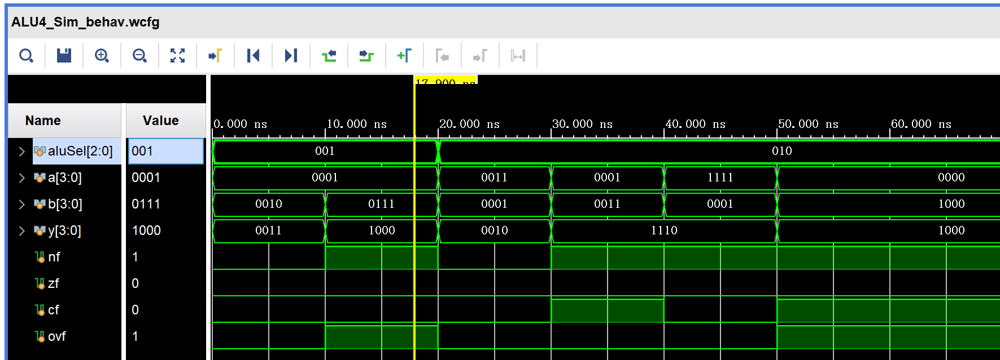 ALU4_Sim_behav.wcfg
17.900 ns
Name Value 0.000 ns 10.000 ns 20.000 ns 30.000 ns 40.000 ns 50.000 ns 60.000 ns
aluSel[2:0] 001 001 010
a[3:0] 0001 0001 0011 0001 1111 0000
b[3:0] 0111 0010 0111 0001 0011 0001 1000
y[3:0] 1000 0011 1000 0010 1110 1000
nf 1
zf 0
cf 0
ovf 1